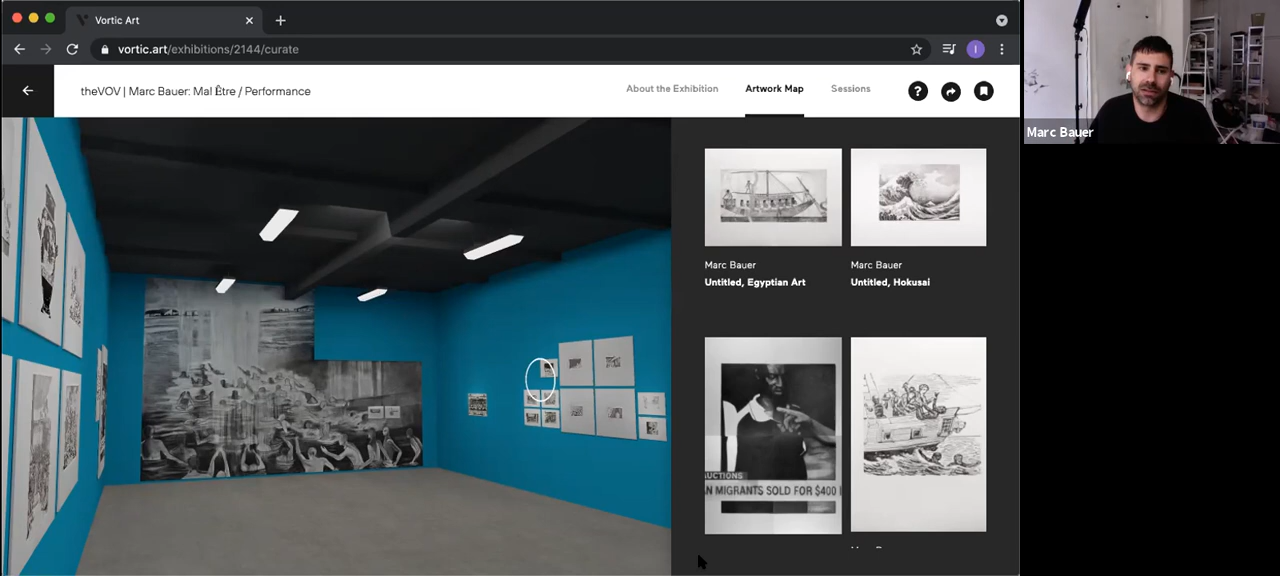 Vortic Art
vortic.art/exhibitions/2144/curate
I
theVOV | Marc Bauer: Mal Être / Performance
About the Exhibition
Artwork Map
Sessions
?
Marc Bauer
Marc Bauer
Untitled, Egyptian Art
Marc Bauer
Untitled, Hokusai
UCTIONS
AN MIGRANTS SOLD FOR $400